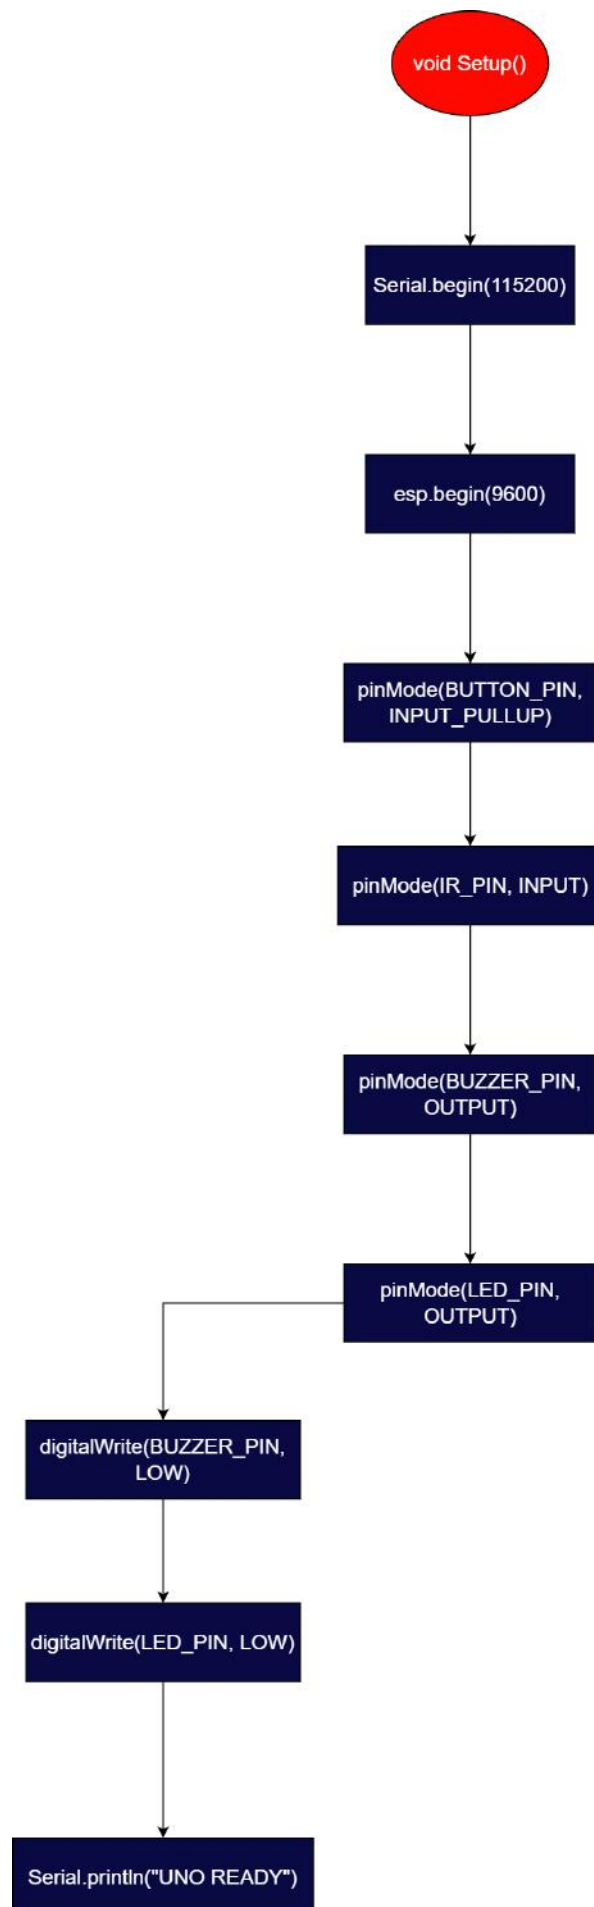 void Setup()
Serial.begin(115200)
esp.begin(9600)
pinMode(BUTTON_PIN,
INPUT_PULLUP)
pinMode(IR_PIN, INPUT)
pinMode(BUZZER_PIN,
OUTPUT)
pinMode(LED_PIN,
OUTPUT)
digitalWrite(BUZZER_PIN,
LOW)
digitalWrite(LED_PIN, LOW)
Serial.println("UNO READY")